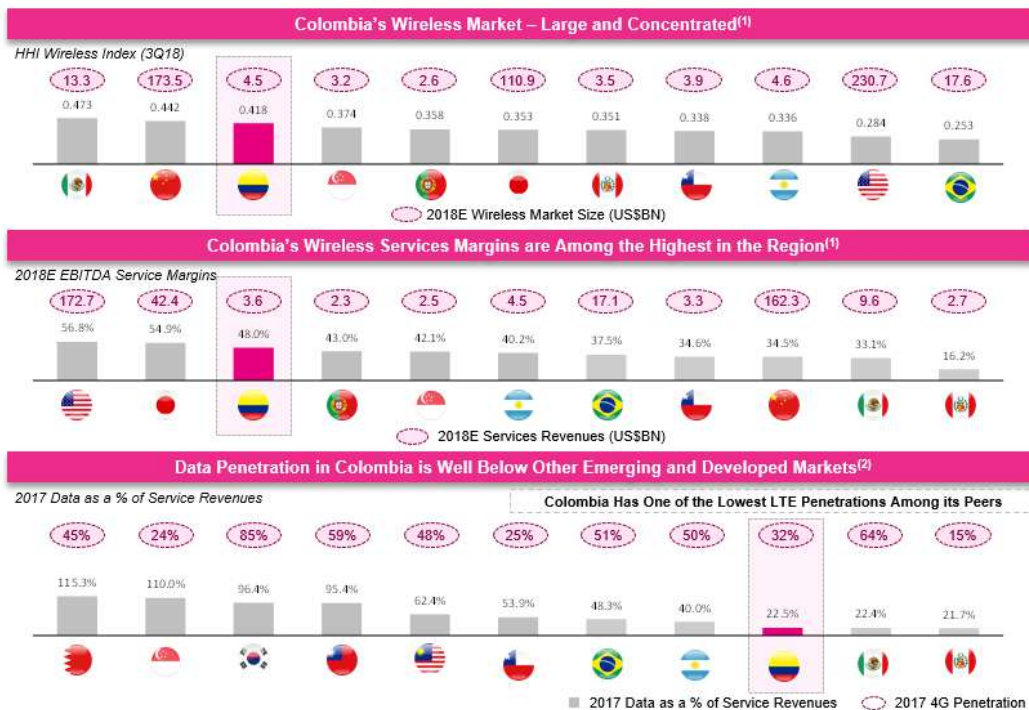 Colombia's Wireless Market – Large and Concentrated(1)
HHI Wireless Index (3Q18)
13.3 173.5 4.5 3.2 2.6 110.9 3.5 3.9 4.6 230.7 17.6
0.473 0.442 0.418 0.374 0.358 0.353 0.351 0.338 0.336 0.284 0.253
2018E Wireless Market Size (US$BN)
Colombia's Wireless Services Margins are Among the Highest in the Region(1)
2018E EBITDA Service Margins
172.7 42.4 3.6 2.3 2.5 4.5 17.1 3.3 162.3 9.6 2.7
56.8% 54.9% 48.0% 43.0% 42.1% 40.2% 37.5% 34.6% 34.5% 33.1% 16.2%
2018E Services Revenues (US$BN)
Data Penetration in Colombia is Well Below Other Emerging and Developed Markets(2)
2017 Data as a % of Service Revenues
Colombia Has One of the Lowest LTE Penetrations Among its Peers
45% 24% 85% 59% 48% 25% 51% 50% 32% 64% 15%
115.3% 110.0% 96.4% 95.4% 62.4% 53.9% 48.3% 40.0% 22.5% 22.4% 21.7%
2017 Data as a % of Service Revenues 2017 4G Penetration